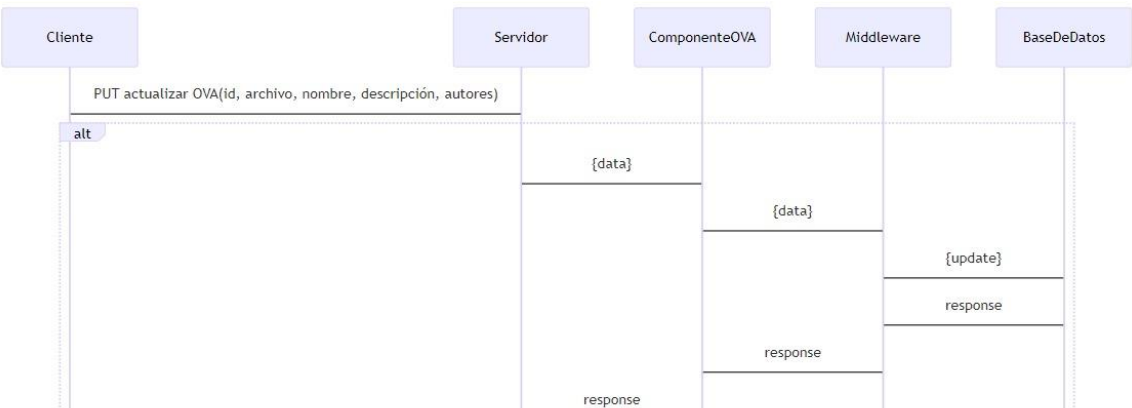 Cliente
Servidor
ComponenteOVA
Middleware
BaseDeDatos
PUT actualizar OVA(id, archivo, nombre, descripción, autores)
alt
{data}
{data}
{update}
response
response
response